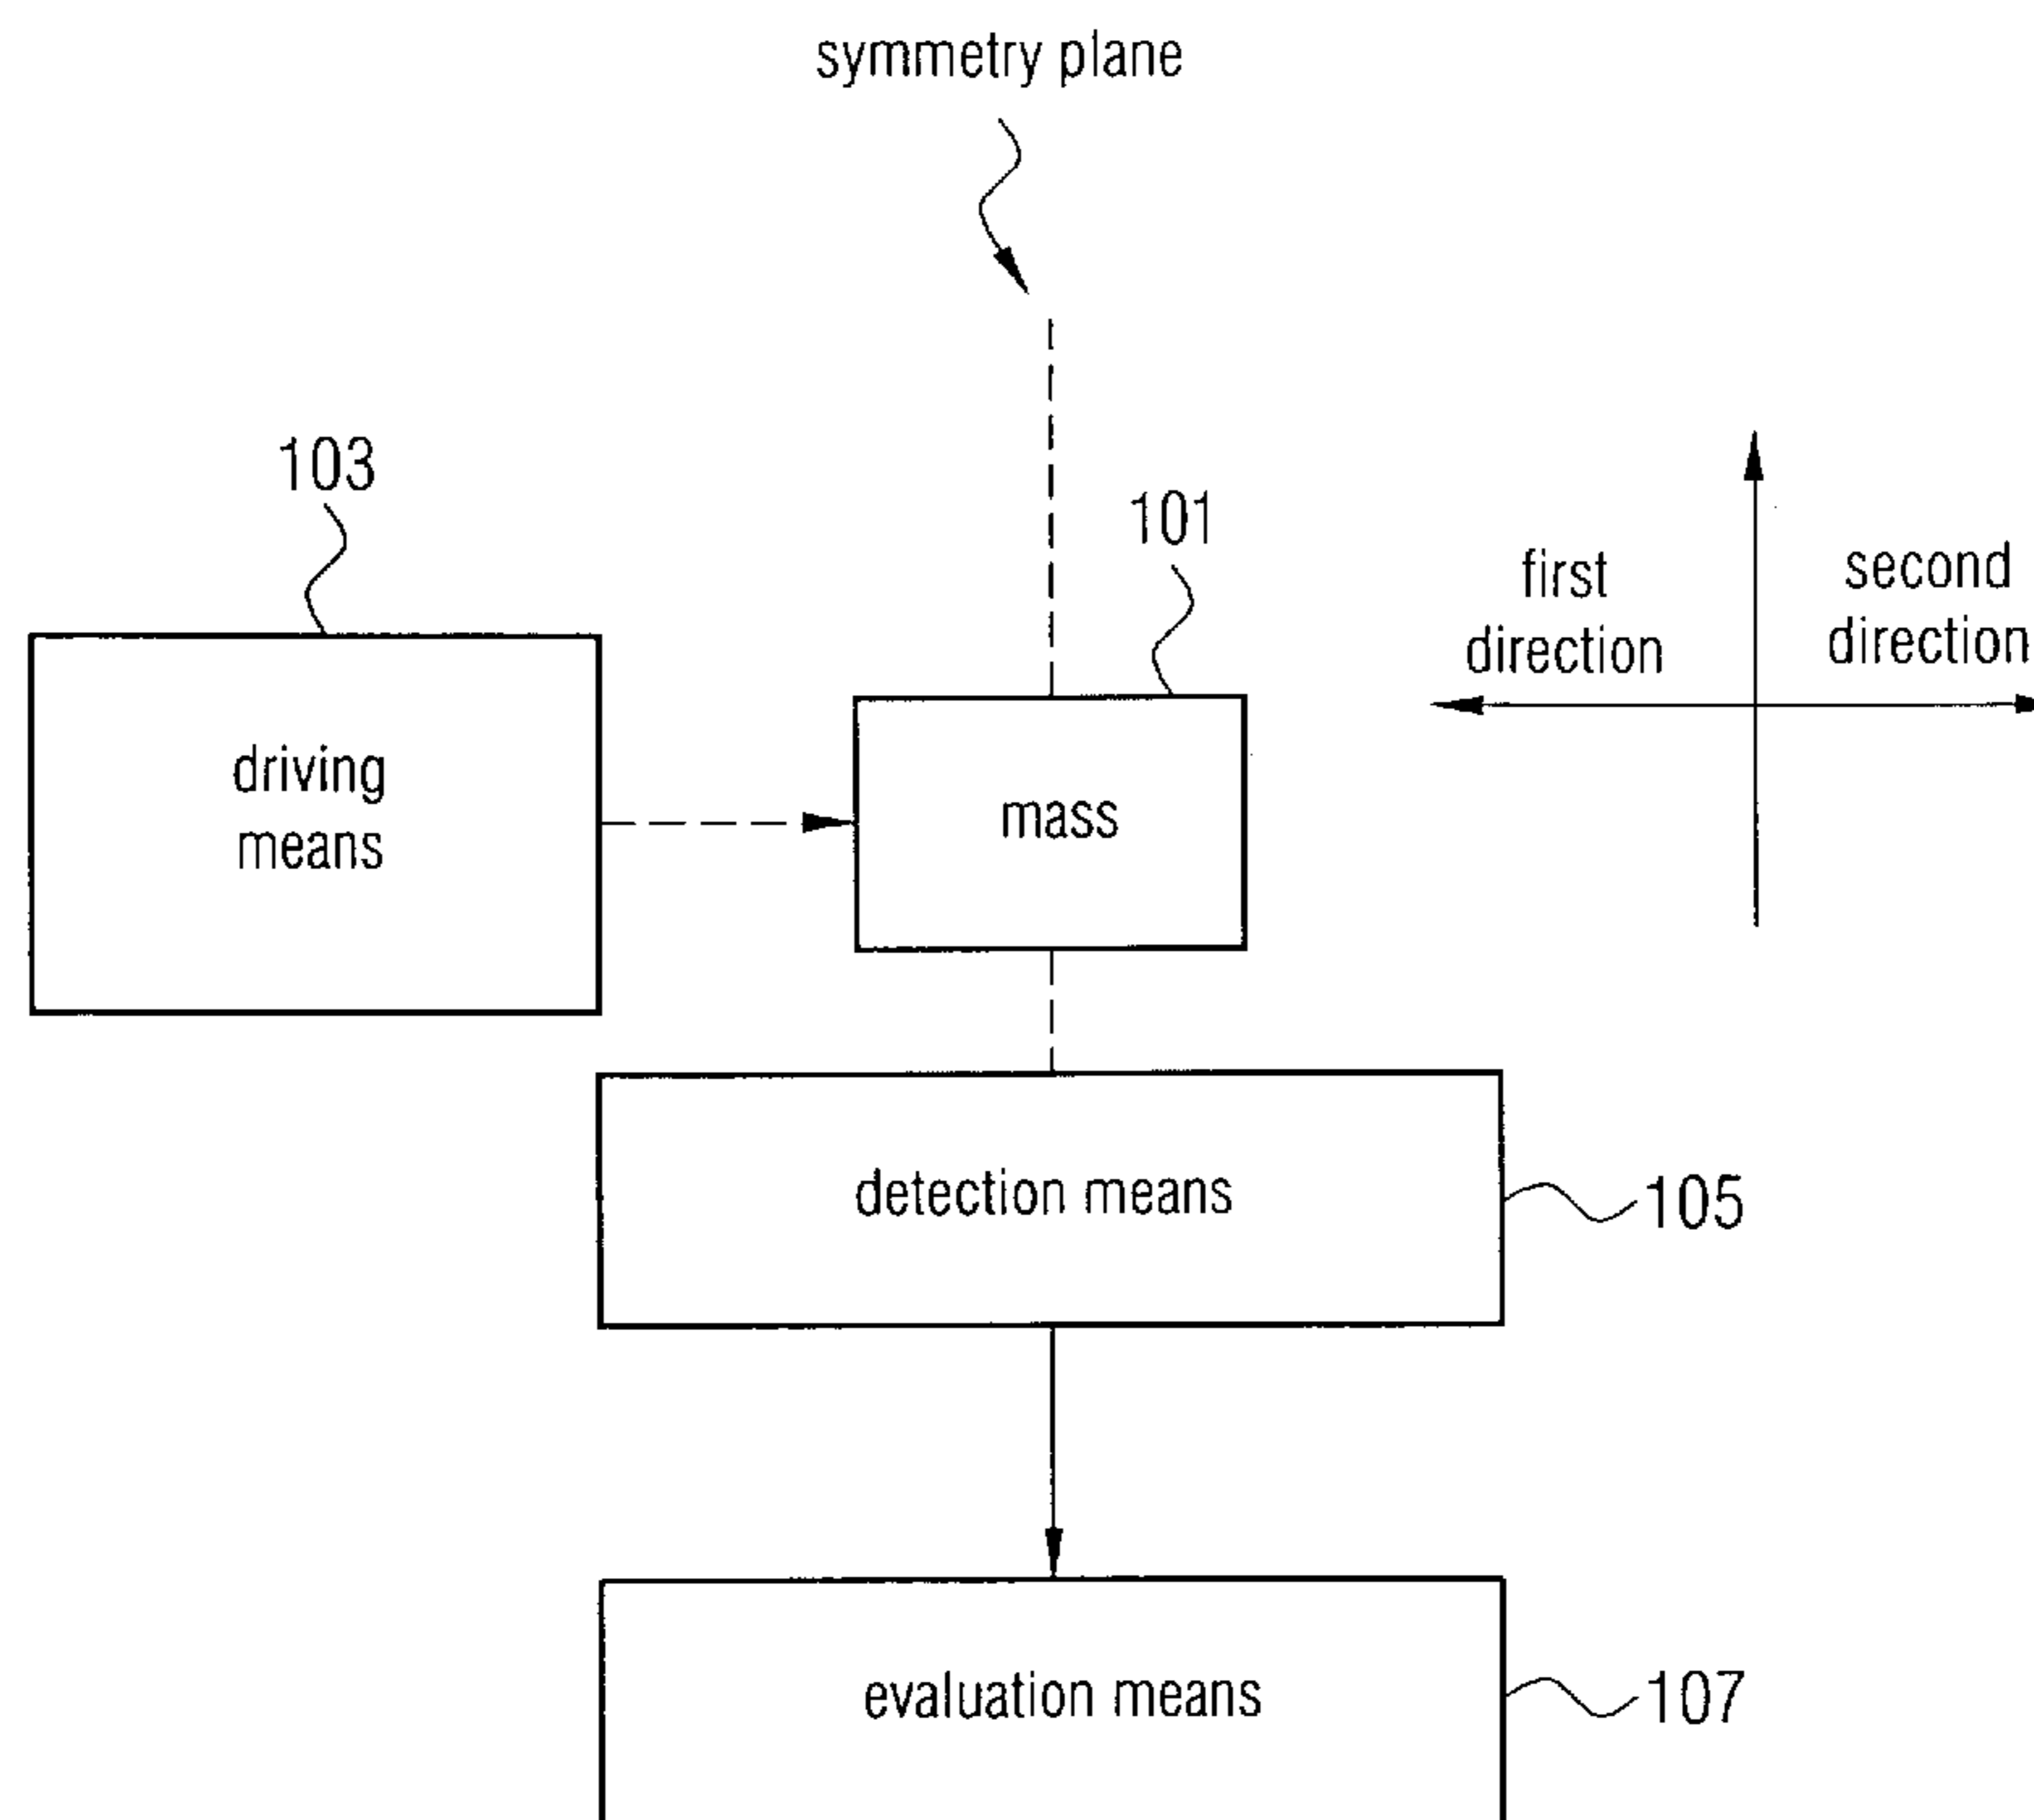 symmetry plane
103
101
first
direction
second
direction
driving
means
mass
detection means
105
evaluation means
107